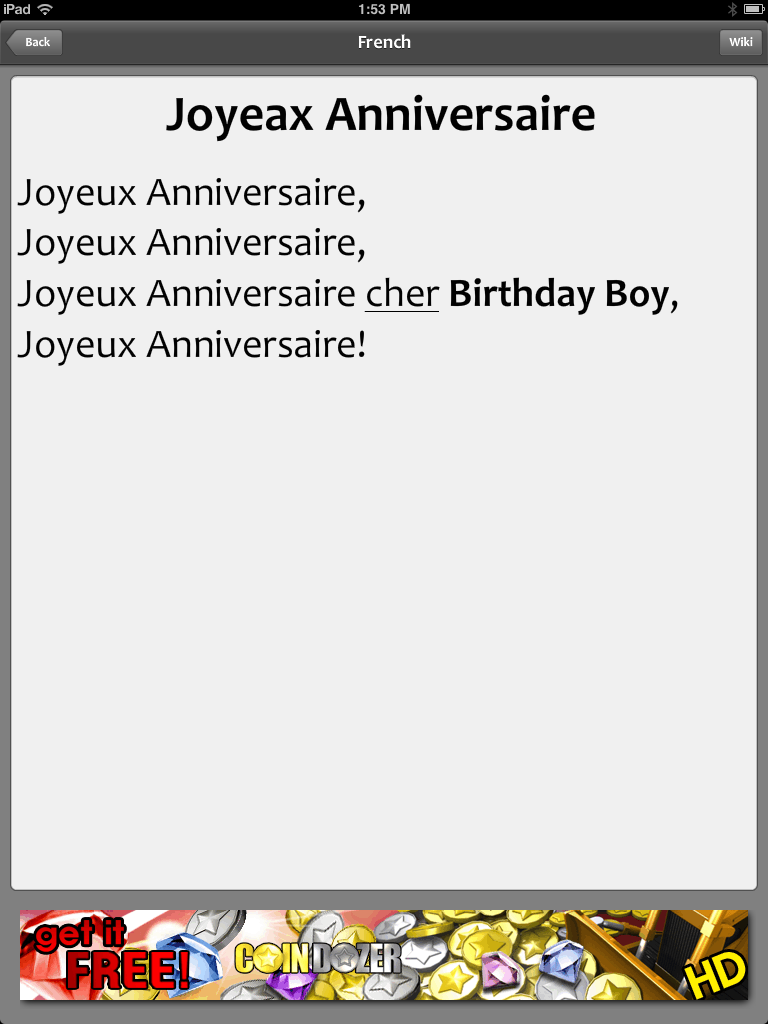 iPad 1:53 PM
Back French Wiki
Joyeax Anniversaire
Joyeux Anniversaire,
Joyeux Anniversaire,
Joyeux Anniversaire cher Birthday Boy,
Joyeux Anniversaire!
get it
FREE!
COINDOZER
HD